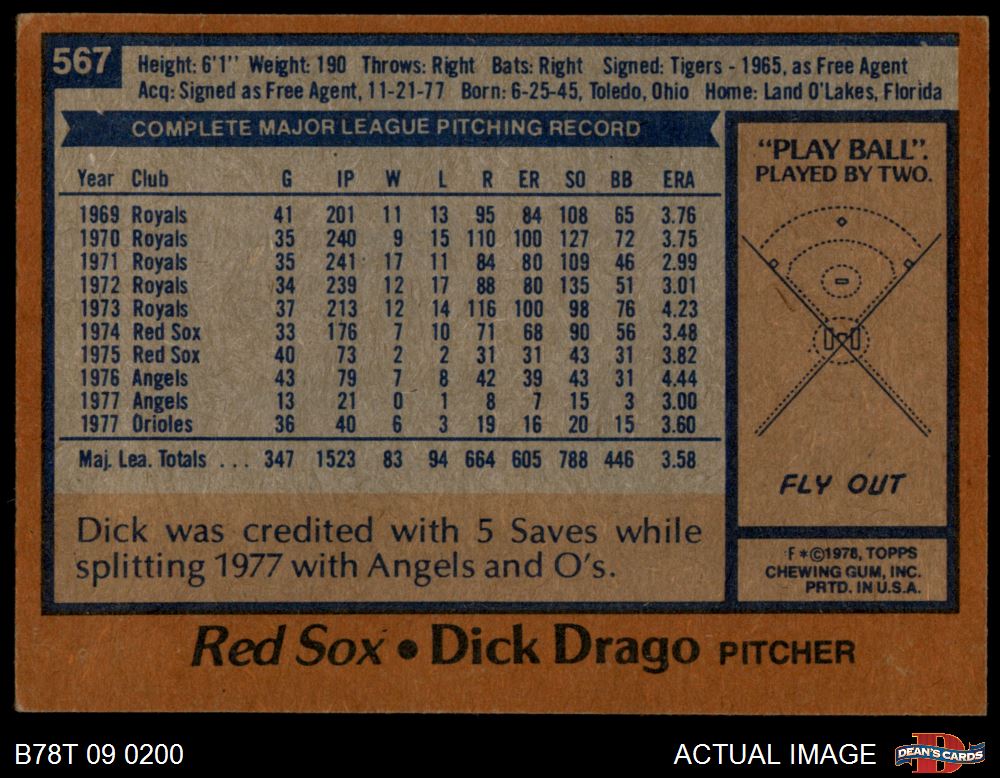 567
Height: 6'1'' Weight: 190 Throws: Right Bats: Right Signed: Tigers - 1965, as Free Agent
Acq: Signed as Free Agent, 11-21-77 Born: 6-25-45, Toledo, Ohio Home: Land O'Lakes, Florida
COMPLETE MAJOR LEAGUE PITCHING RECORD
Year Club G IP W L R ER SO BB ERA
1969 Royals 41 201 11 13 95 84 108 65 3.76
1970 Royals 35 240 9 15 110 100 127 72 3.75
1971 Royals 35 241 17 11 84 80 109 46 2.99
1972 Royals 34 239 12 17 88 80 135 51 3.01
1973 Royals 37 213 12 14 116 100 98 76 4.23
1974 Red Sox 33 176 7 10 71 68 90 56 3.48
1975 Red Sox 40 73 2 2 31 31 43 31 3.82
1976 Angels 43 79 7 8 42 39 43 31 4.44
1977 Angels 13 21 0 1 8 7 15 3 3.00
1977 Orioles 36 40 6 3 19 16 20 15 3.60
Maj. Lea. Totals ... 347 1523 83 94 664 605 788 446 3.58
Dick was credited with 5 Saves while
splitting 1977 with Angels and O's.
"PLAY BALL".
PLAYED BY TWO.
FLY OUT
F*©1978, TOPPS
CHEWING GUM, INC.
PRTD. IN U.S.A.
Red Sox • Dick Drago PITCHER
B78T 09 0200
ACTUAL IMAGE
D
DEAN'S CARDS